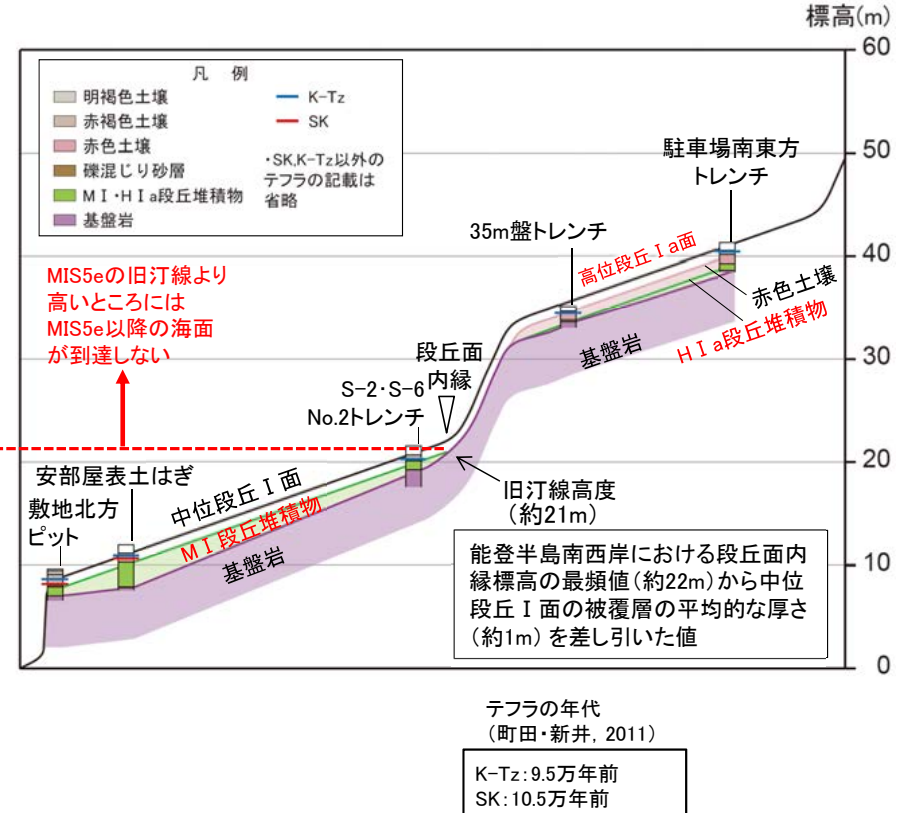 標高(m)
60
50
40
30
20
10
0
凡 例
明褐色土壌
赤褐色土壌
赤色土壌
礫混じり砂層
MⅠ・HⅠa段丘堆積物
基盤岩
K-Tz
SK
・SK,K-Tz以外の
テフラの記載は
省略
駐車場南東方
トレンチ
35m盤トレンチ
高位段丘Ⅰa面
赤色土壌
HⅠa段丘堆積物
基盤岩
MIS5eの旧汀線より
高いところには
MIS5e以降の海面
が到達しない
段丘面
内縁
S-2・S-6
No.2トレンチ
安部屋表土はぎ
敷地北方
ピット
中位段丘Ⅰ面
MⅠ段丘堆積物
基盤岩
旧汀線高度
(約21m)
能登半島南西岸における段丘面内
縁標高の最頻値(約22m)から中位
段丘Ⅰ面の被覆層の平均的な厚さ
(約1m)を差し引いた値
テフラの年代
(町田・新井, 2011)
K-Tz:9.5万年前
SK:10.5万年前